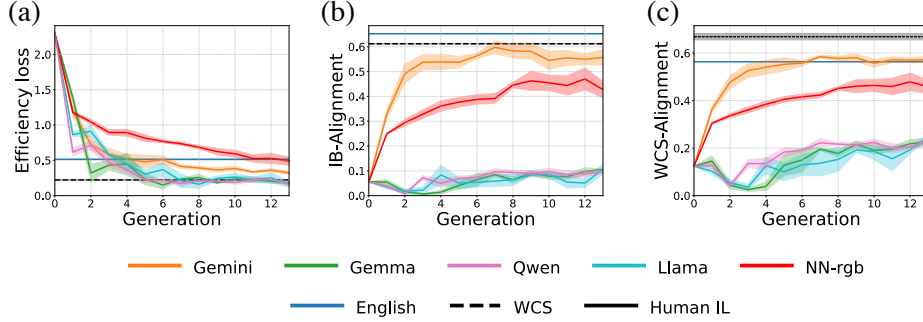 (a)
(b)
(c)
Efficiency loss
2.0
1.5
1.0
0.5
0.0
0 2 4 6 8 10 12
Generation
IB-Alignment
0.6
0.5
0.4
0.3
0.2
0.1
0.0
0 2 4 6 8 10 12
Generation
WCS-Alignment
0.6
0.4
0.2
0.0
0 2 4 6 8 10 12
Generation
Gemini Gemma Qwen Llama NN-rgb
English WCS Human IL